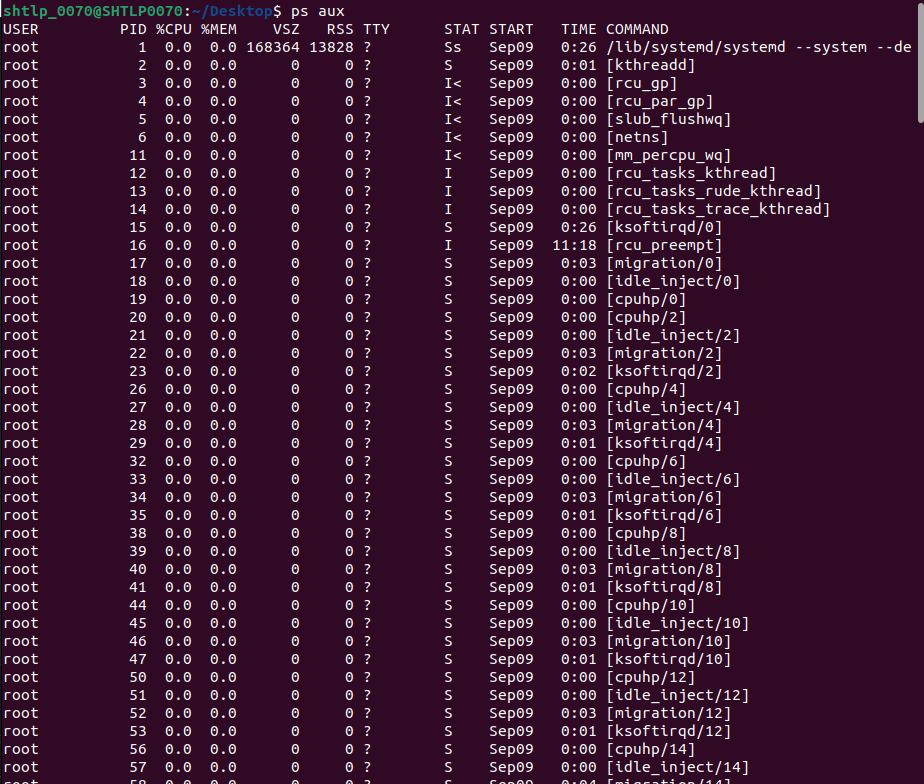 shtlp_0070@SHTLP0070:~/Desktop$ ps aux
USER PID %CPU %MEM VSZ RSS TTY STAT START TIME COMMAND
root 1 0.0 0.0 168364 13828 ? Ss Sep09 0:26 /lib/systemd/systemd --system --de
root 2 0.0 0.0 0 0 ? S Sep09 0:01 [kthreadd]
root 3 0.0 0.0 0 0 ? I< Sep09 0:00 [rcu_gp]
root 4 0.0 0.0 0 0 ? I< Sep09 0:00 [rcu_par_gp]
root 5 0.0 0.0 0 0 ? I< Sep09 0:00 [slub_flushwq]
root 6 0.0 0.0 0 0 ? I< Sep09 0:00 [netns]
root 11 0.0 0.0 0 0 ? I< Sep09 0:00 [mm_percpu_wq]
root 12 0.0 0.0 0 0 ? I Sep09 0:00 [rcu_tasks_kthread]
root 13 0.0 0.0 0 0 ? I Sep09 0:00 [rcu_tasks_rude_kthread]
root 14 0.0 0.0 0 0 ? I Sep09 0:00 [rcu_tasks_trace_kthread]
root 15 0.0 0.0 0 0 ? S Sep09 0:26 [ksoftirqd/0]
root 16 0.0 0.0 0 0 ? I Sep09 11:18 [rcu_preempt]
root 17 0.0 0.0 0 0 ? S Sep09 0:03 [migration/0]
root 18 0.0 0.0 0 0 ? S Sep09 0:00 [idle_inject/0]
root 19 0.0 0.0 0 0 ? S Sep09 0:00 [cpuhp/0]
root 20 0.0 0.0 0 0 ? S Sep09 0:00 [cpuhp/2]
root 21 0.0 0.0 0 0 ? S Sep09 0:00 [idle_inject/2]
root 22 0.0 0.0 0 0 ? S Sep09 0:03 [migration/2]
root 23 0.0 0.0 0 0 ? S Sep09 0:02 [ksoftirqd/2]
root 26 0.0 0.0 0 0 ? S Sep09 0:00 [cpuhp/4]
root 27 0.0 0.0 0 0 ? S Sep09 0:00 [idle_inject/4]
root 28 0.0 0.0 0 0 ? S Sep09 0:03 [migration/4]
root 29 0.0 0.0 0 0 ? S Sep09 0:01 [ksoftirqd/4]
root 32 0.0 0.0 0 0 ? S Sep09 0:00 [cpuhp/6]
root 33 0.0 0.0 0 0 ? S Sep09 0:00 [idle_inject/6]
root 34 0.0 0.0 0 0 ? S Sep09 0:03 [migration/6]
root 35 0.0 0.0 0 0 ? S Sep09 0:01 [ksoftirqd/6]
root 38 0.0 0.0 0 0 ? S Sep09 0:00 [cpuhp/8]
root 39 0.0 0.0 0 0 ? S Sep09 0:00 [idle_inject/8]
root 40 0.0 0.0 0 0 ? S Sep09 0:03 [migration/8]
root 41 0.0 0.0 0 0 ? S Sep09 0:01 [ksoftirqd/8]
root 44 0.0 0.0 0 0 ? S Sep09 0:00 [cpuhp/10]
root 45 0.0 0.0 0 0 ? S Sep09 0:00 [idle_inject/10]
root 46 0.0 0.0 0 0 ? S Sep09 0:03 [migration/10]
root 47 0.0 0.0 0 0 ? S Sep09 0:01 [ksoftirqd/10]
root 50 0.0 0.0 0 0 ? S Sep09 0:00 [cpuhp/12]
root 51 0.0 0.0 0 0 ? S Sep09 0:00 [idle_inject/12]
root 52 0.0 0.0 0 0 ? S Sep09 0:03 [migration/12]
root 53 0.0 0.0 0 0 ? S Sep09 0:01 [ksoftirqd/12]
root 56 0.0 0.0 0 0 ? S Sep09 0:00 [cpuhp/14]
root 57 0.0 0.0 0 0 ? S Sep09 0:00 [idle_inject/14]